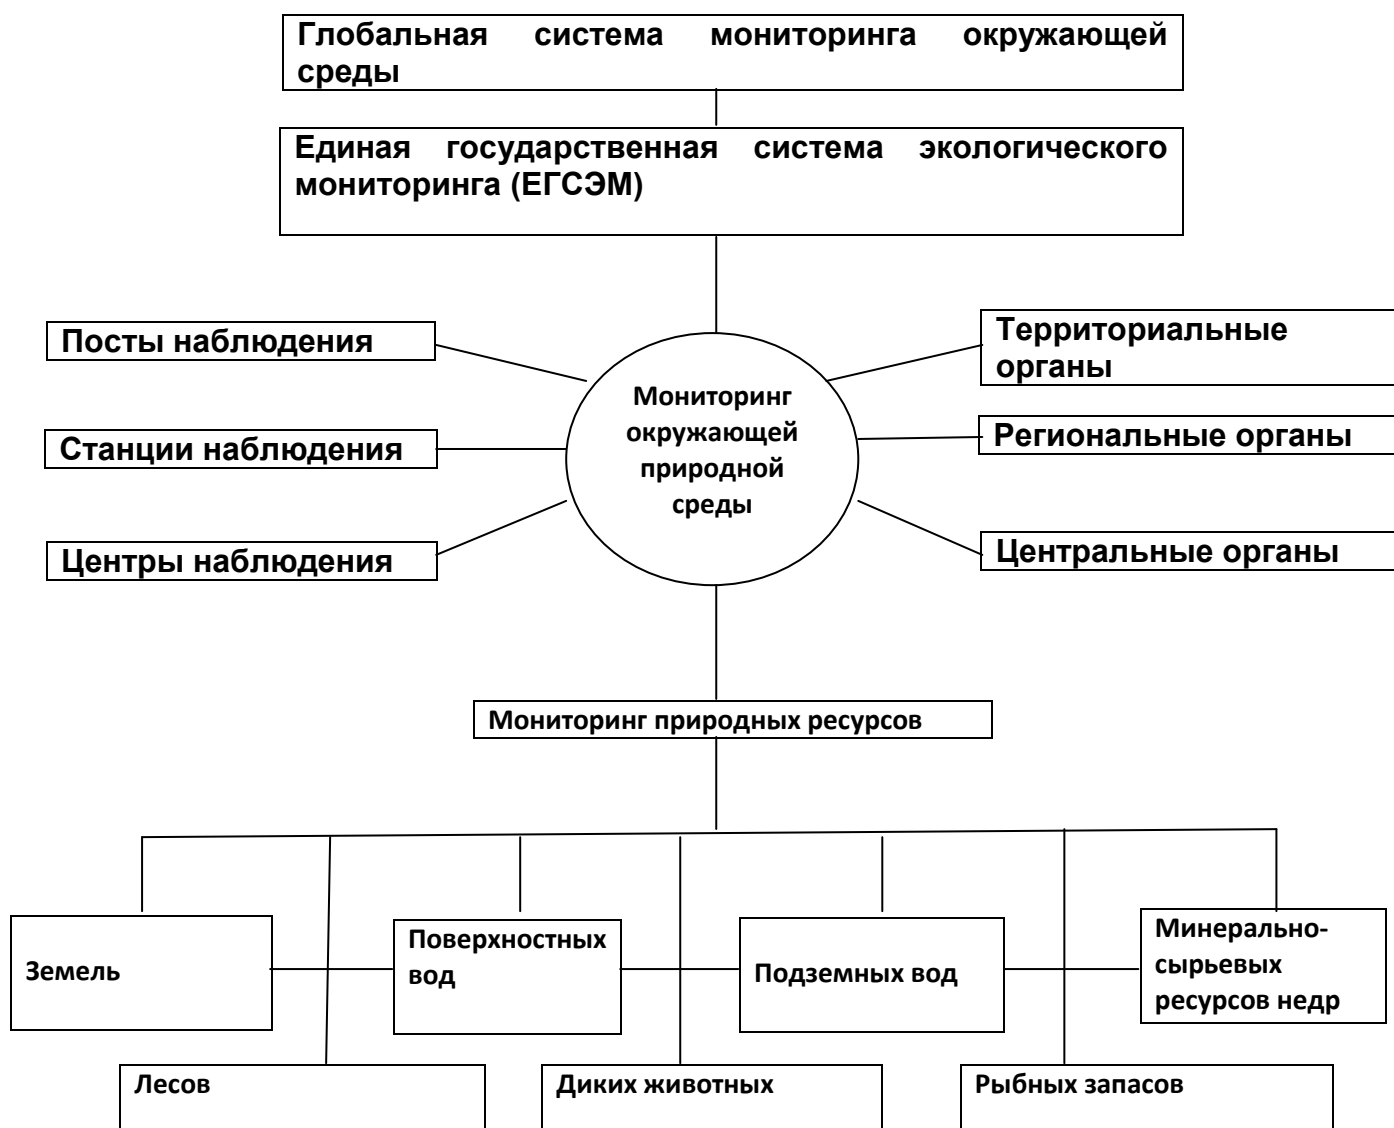 Глобальная система мониторинга окружающей
среды
Единая государственная система экологического
мониторинга (ЕГСЭМ)
Посты наблюдения
Станции наблюдения
Центры наблюдения
Мониторинг
окружающей
природной
среды
Территориальные
органы
Региональные органы
Центральные органы
Мониторинг природных ресурсов
Земель
Поверхностных
вод
Подземных вод
Минерально-
сырьевых
ресурсов недр
Лесов
Диких животных
Рыбных запасов